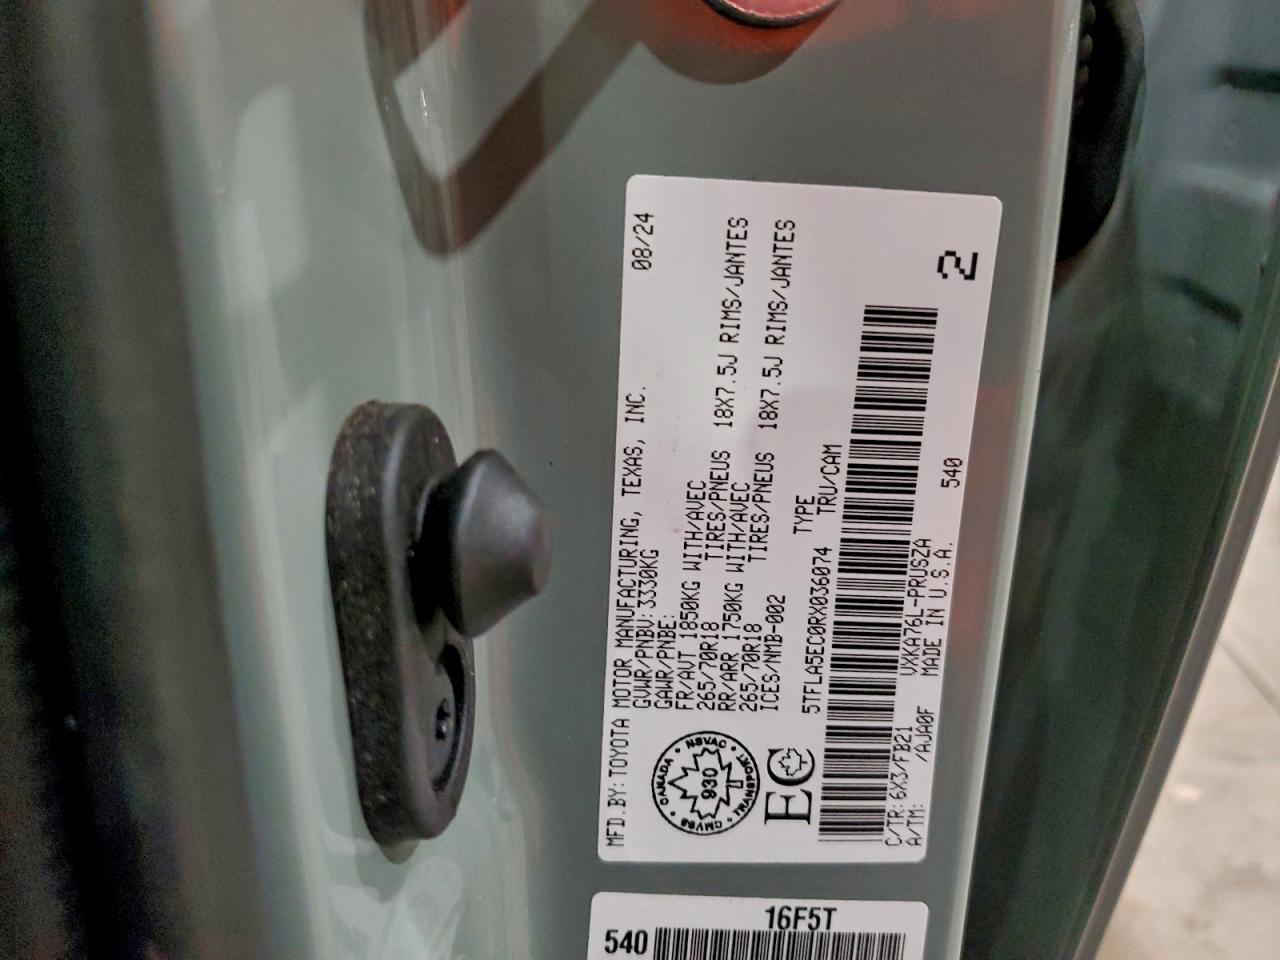 MFD. BY: TOYOTA MOTOR MANUFACTURING, TEXAS, INC. 08/24
GVWR/PNBV: 3330KG
GAWR/PNBE:
FR/AVT 1850KG WITH/AVEC
265/70R18 TIRES/PNEUS 18X7.5J RIMS/JANTES
RR/ARR 1750KG WITH/AVEC
265/70R18 TIRES/PNEUS 18X7.5J RIMS/JANTES
ICES/NMB-002
CANADA • NSVAC • TRANSPORT • CMVSS •
930
T
EC
TYPE
5TFLA5EC0RX036074 TRU/CAM
C/TR: 6X3/FB21 VXKA76L-PRUSZA
A/TM: /AJA0F MADE IN U.S.A. 540
2
16F5T
540